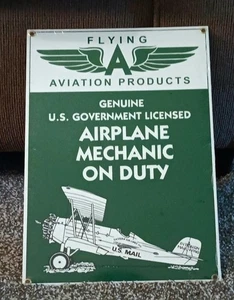 FLYING
A
AVIATION PRODUCTS
GENUINE
U.S. GOVERNMENT LICENSED
AIRPLANE
MECHANIC
ON DUTY
U.S. MAIL